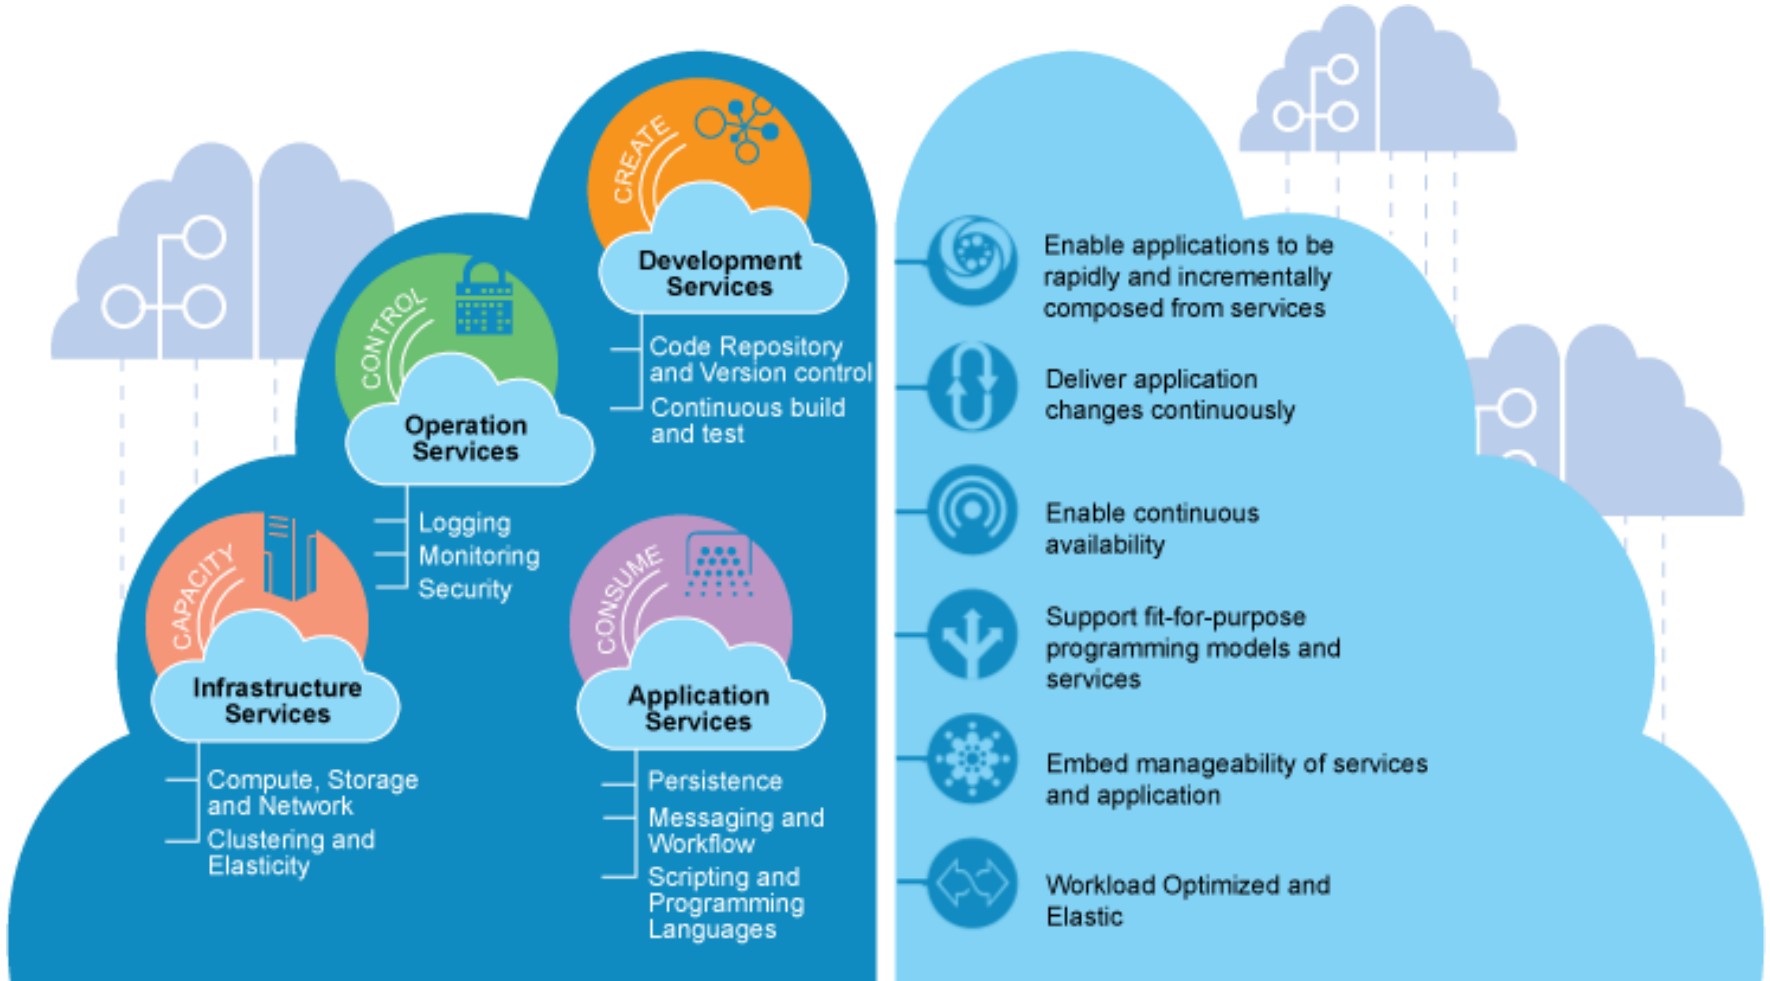 CREATE
Development
Services
Code Repository
and Version control
Continuous build
and test
CONTROL
Operation
Services
Logging
Monitoring
Security
CAPACITY
Infrastructure
Services
Compute, Storage
and Network
Clustering and
Elasticity
CONSUME
Application
Services
Persistence
Messaging and
Workflow
Scripting and
Programming
Languages
Enable applications to be
rapidly and incrementally
composed from services
Deliver application
changes continuously
Enable continuous
availability
Support fit-for-purpose
programming models and
services
Embed manageability of services
and application
Workload Optimized and
Elastic